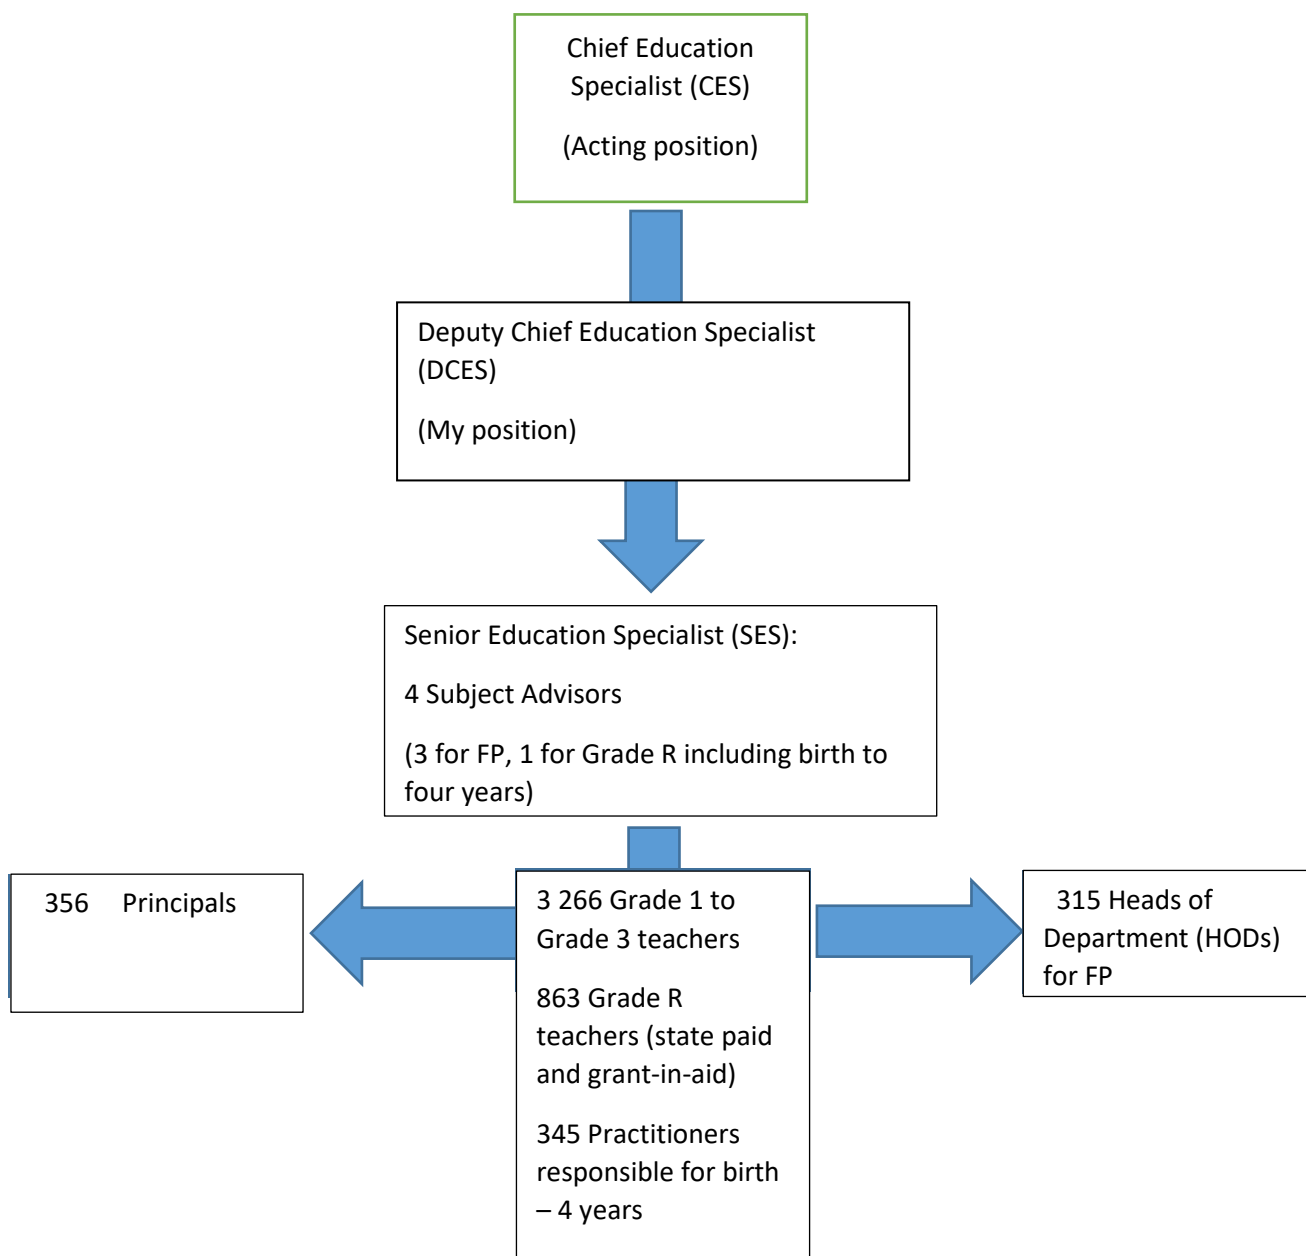 Chief Education
Specialist (CES)
(Acting position)
Deputy Chief Education Specialist
(DCES)
(My position)
Senior Education Specialist (SES):
4 Subject Advisors
(3 for FP, 1 for Grade R including birth to
four years)
356 Principals
3 266 Grade 1 to
Grade 3 teachers
863 Grade R
teachers (state paid
and grant-in-aid)
345 Practitioners
responsible for birth
– 4 years
315 Heads of
Department (HODs)
for FP